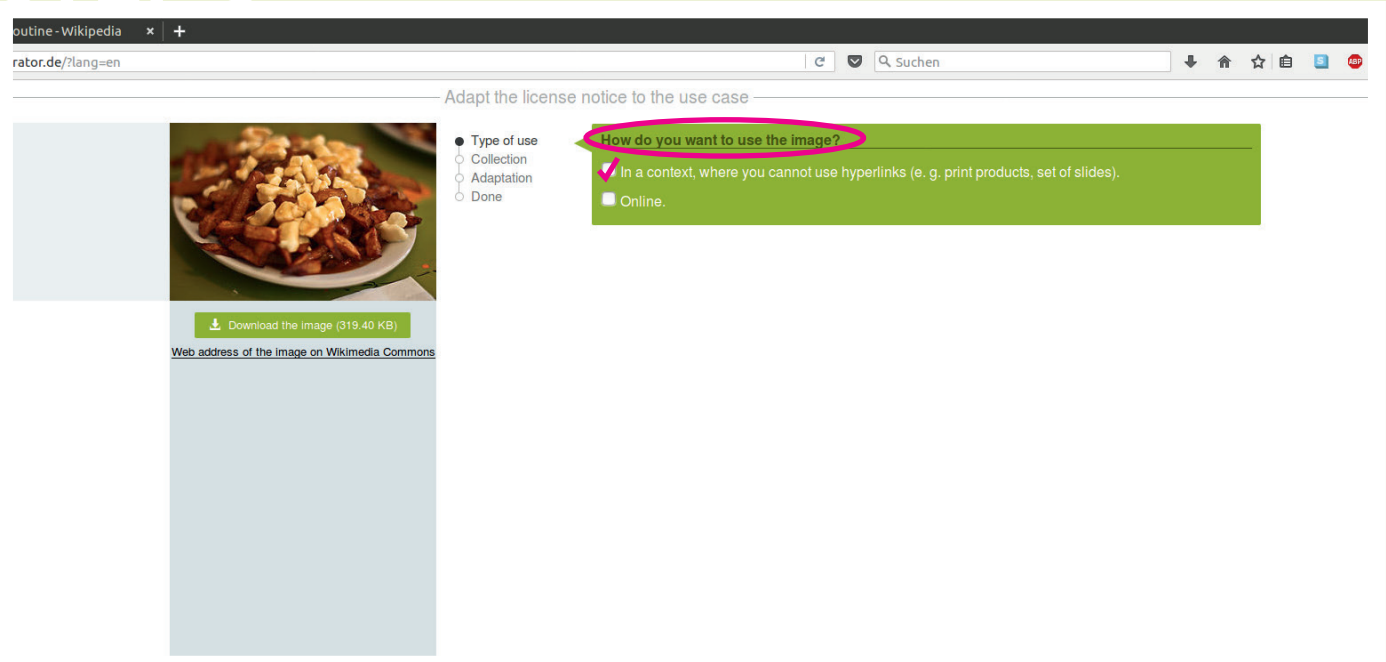 outine - Wikipedia × +
rator.de/?lang=en
Suchen
S
ABP
Adapt the license notice to the use case
Type of use
Collection
Adaptation
Done
How do you want to use the image?
In a context, where you cannot use hyperlinks (e. g. print products, set of slides).
Online.
Download the image (319.40 KB)
Web address of the image on Wikimedia Commons